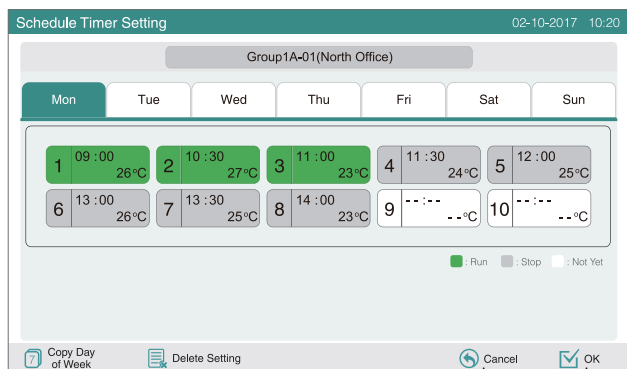 Schedule Timer Setting 02-10-2017 10:20
Group1A-01(North Office)
Mon Tue Wed Thu Fri Sat Sun
1 09:00 26°C 2 10:30 27°C 3 11:00 23°C 4 11:30 24°C 5 12:00 25°C
6 13:00 26°C 7 13:30 25°C 8 14:00 23°C 9 --:-- --°C 10 --:-- --°C
: Run : Stop : Not Yet
7 Copy Day
of Week
Delete Setting
Cancel
OK